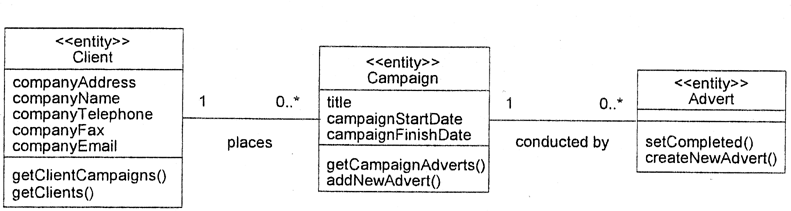 <<entity>>
Client
companyAddress
companyName
companyTelephone
companyFax
companyEmail
getClientCampaigns()
getClients()
1
0..*
places
<<entity>>
Campaign
title
campaignStartDate
campaignFinishDate
getCampaignAdverts()
addNewAdvert()
1
0..*
conducted by
<<entity>>
Advert
setCompleted()
createNewAdvert()